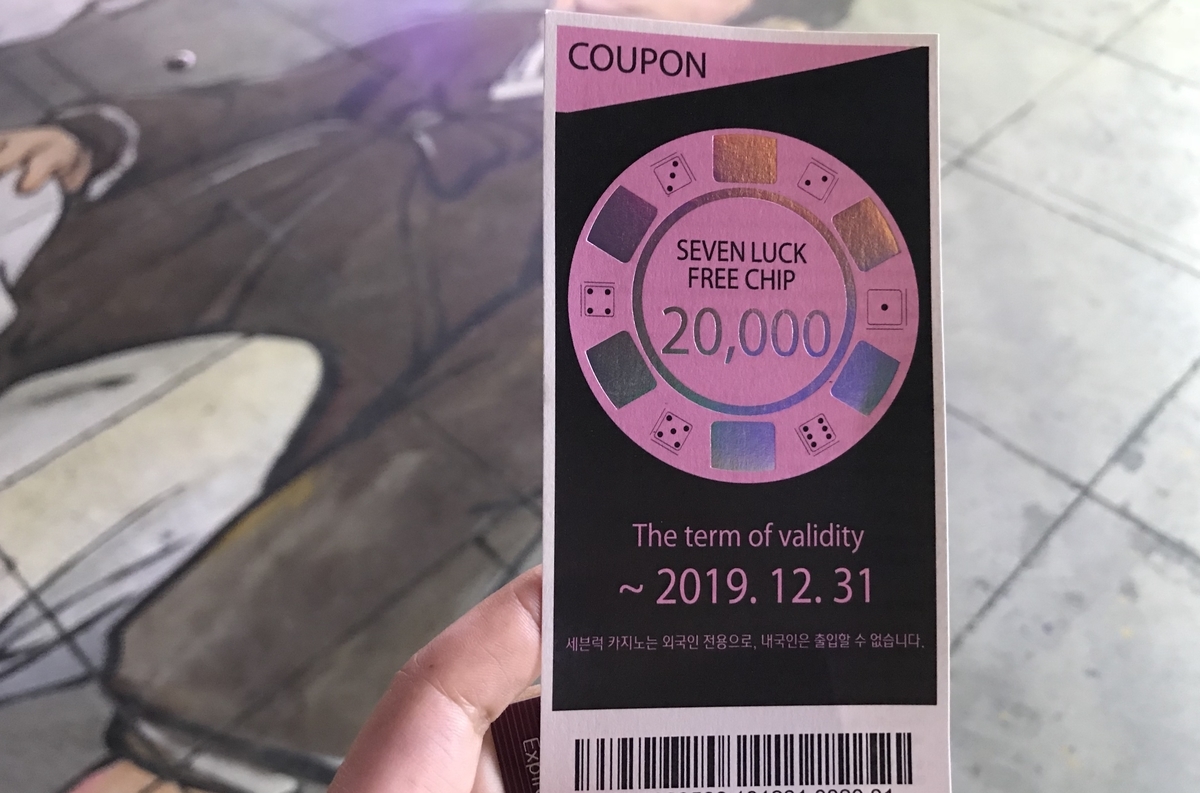 COUPON
SEVEN LUCK
FREE CHIP
20,000
The term of validity
~ 2019. 12. 31
세븐럭 카지노는 외국인 전용으로, 내국인은 출입할 수 없습니다.